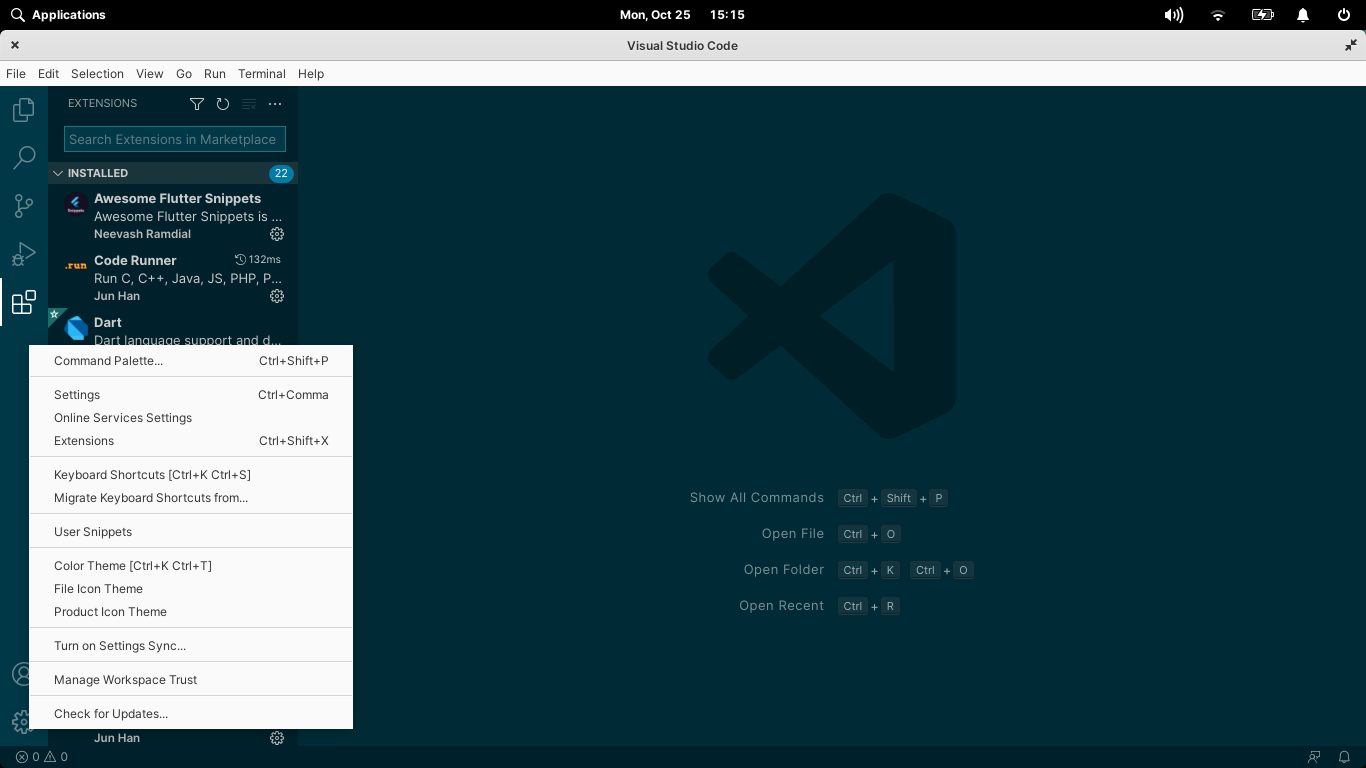 Applications
Mon, Oct 25 15:15
Visual Studio Code
File Edit Selection View Go Run Terminal Help
EXTENSIONS
Search Extensions in Marketplace
INSTALLED 22
Awesome Flutter Snippets
Awesome Flutter Snippets is ...
Neevash Ramdial
.run
Code Runner 132ms
Run C, C++, Java, JS, PHP, P...
Jun Han
Dart
Dart language support and d...
Command Palette... Ctrl+Shift+P
Settings Ctrl+Comma
Online Services Settings
Extensions Ctrl+Shift+X
Keyboard Shortcuts [Ctrl+K Ctrl+S]
Migrate Keyboard Shortcuts from...
User Snippets
Color Theme [Ctrl+K Ctrl+T]
File Icon Theme
Product Icon Theme
Turn on Settings Sync...
Manage Workspace Trust
Check for Updates...
Jun Han
Show All Commands Ctrl + Shift + P
Open File Ctrl + O
Open Folder Ctrl + K Ctrl + O
Open Recent Ctrl + R
0 0